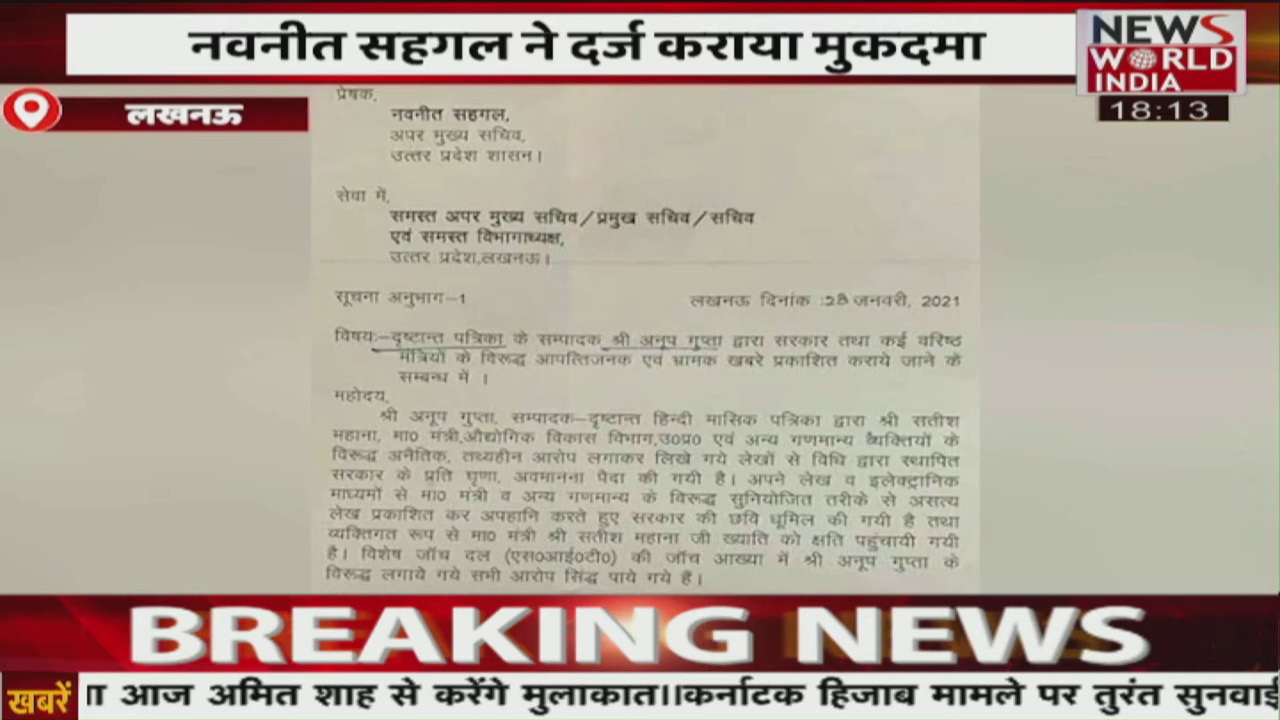 नवनीत सहगल ने दर्ज कराया मुकदमा
NEWS
WORLD
INDIA
18:13
लखनऊ
प्रेषक,
नवनीत सहगल,
अपर मुख्य सचिव,
उत्तर प्रदेश शासन।
सेवा में,
समस्त अपर मुख्य सचिव/प्रमुख सचिव/सचिव
एवं समस्त विभागाध्यक्ष,
उत्तर प्रदेश,लखनऊ।
सूचना अनुभाग-1 लखनऊ दिनांक :28 जनवरी, 2021
विषयः-दृष्टान्त पत्रिका के सम्पादक श्री अनूप गुप्ता द्वारा सरकार तथा कई वरिष्ठ
मंत्रियों के विरूद्ध आपत्तिजनक एवं भ्रामक खबरे प्रकाशित कराये जाने के
सम्बन्ध में ।
महोदय,
श्री अनूप गुप्ता, सम्पादक-दृष्टान्त हिन्दी मासिक पत्रिका द्वारा श्री सतीश
महाना, मा0 मंत्री,औद्योगिक विकास विभाग,उ0प्र0 एवं अन्य गणमान्य व्यक्तियों के
विरूद्ध अनैतिक, तथ्यहीन आरोप लगाकर लिखे गये लेखों से विधि द्वारा स्थापित
सरकार के प्रति घृणा, अवमानना पैदा की गयी है। अपने लेख व इलेक्ट्रानिक
माध्यमों से मा0 मंत्री व अन्य गणमान्य के विरूद्ध सुनियोजित तरीके से असत्य
लेख प्रकाशित कर अपहानि करते हुए सरकार की छवि धूमिल की गयी है तथा
व्यक्तिगत रूप से मा0 मंत्री श्री सतीश महाना जी ख्याति को क्षति पहुंचायी गयी
है। विशेष जॉच दल (एस0आई0टी0) की जॉच आख्या में श्री अनूप गुप्ता के
विरूद्ध लगाये गये सभी आरोप सिंद्ध पाये गये हैं।
BREAKING NEWS
खबरें ा आज अमित शाह से करेंगे मुलाकात।।कर्नाटक हिजाब मामले पर तुरंत सुनवाई